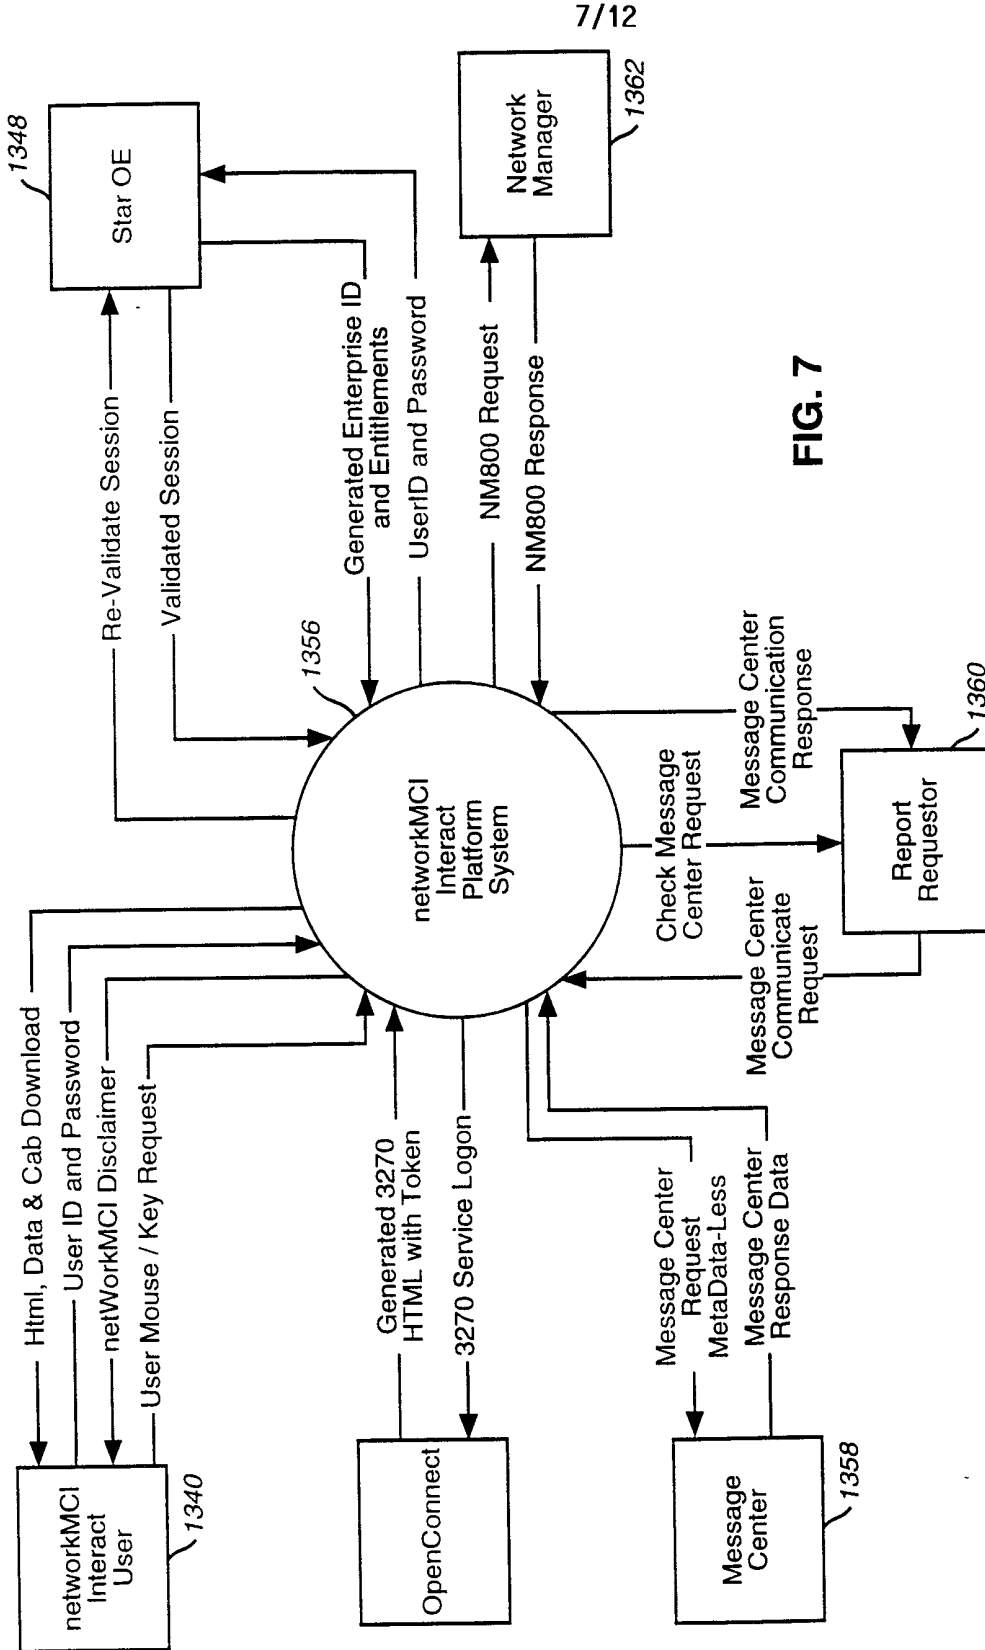 7/12
networkMCI
Interact
User
1340
Html, Data & Cab Download
User ID and Password
netWorkMCI Disclaimer
User Mouse / Key Request
Re-Validate Session
Validated Session
Star OE
1348
Generated Enterprise ID
and Entitlements
UserID and Password
1356
networkMCI
Interact
Platform
System
OpenConnect
Generated 3270
HTML with Token
3270 Service Logon
NM800 Request
NM800 Response
Network
Manager
1362
Message
Center
1358
Message Center
Request
MetaData-Less
Message Center
Response Data
Message Center
Communicate
Request
Check Message
Center Request
Message Center
Communication
Response
Report
Requestor
1360
FIG. 7